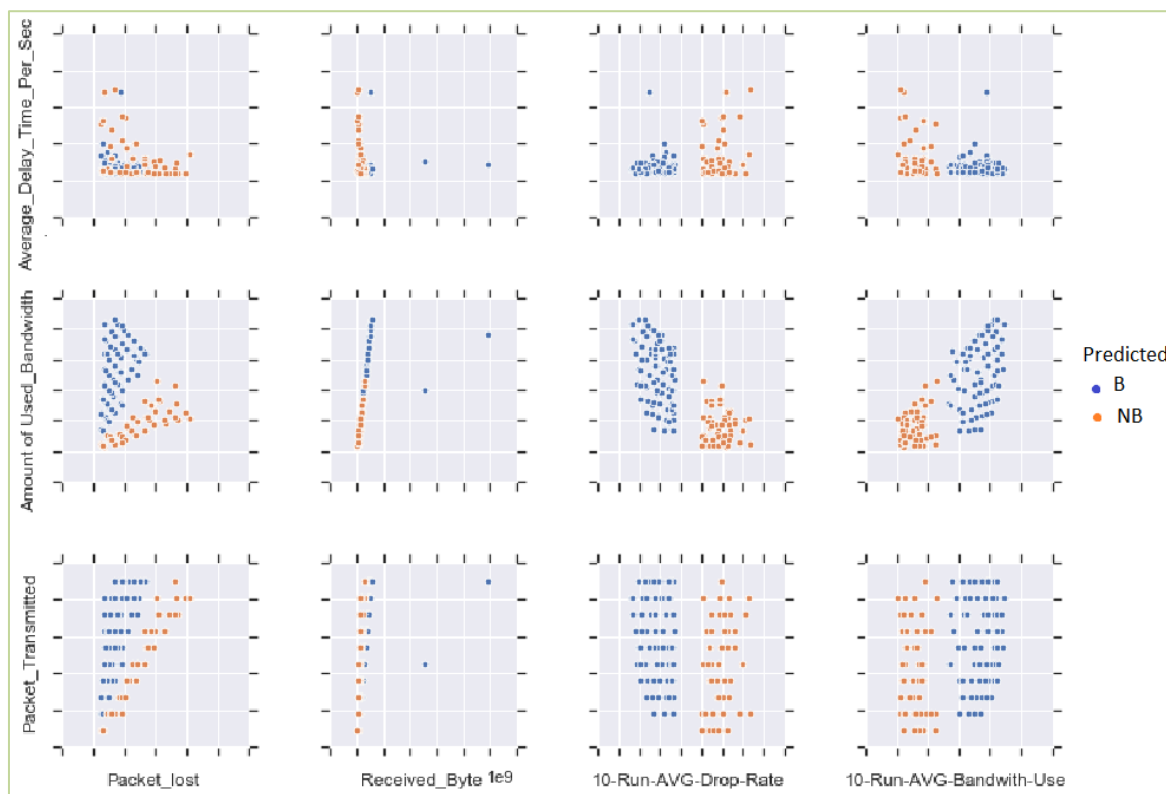 Average_Delay_Time_Per_Sec
Amount of Used_Bandwidth
Packet_Transmitted
Packet_lost
Received_Byte 1e9
10-Run-AVG-Drop-Rate
10-Run-AVG-Bandwith-Use
Predicted
B
NB